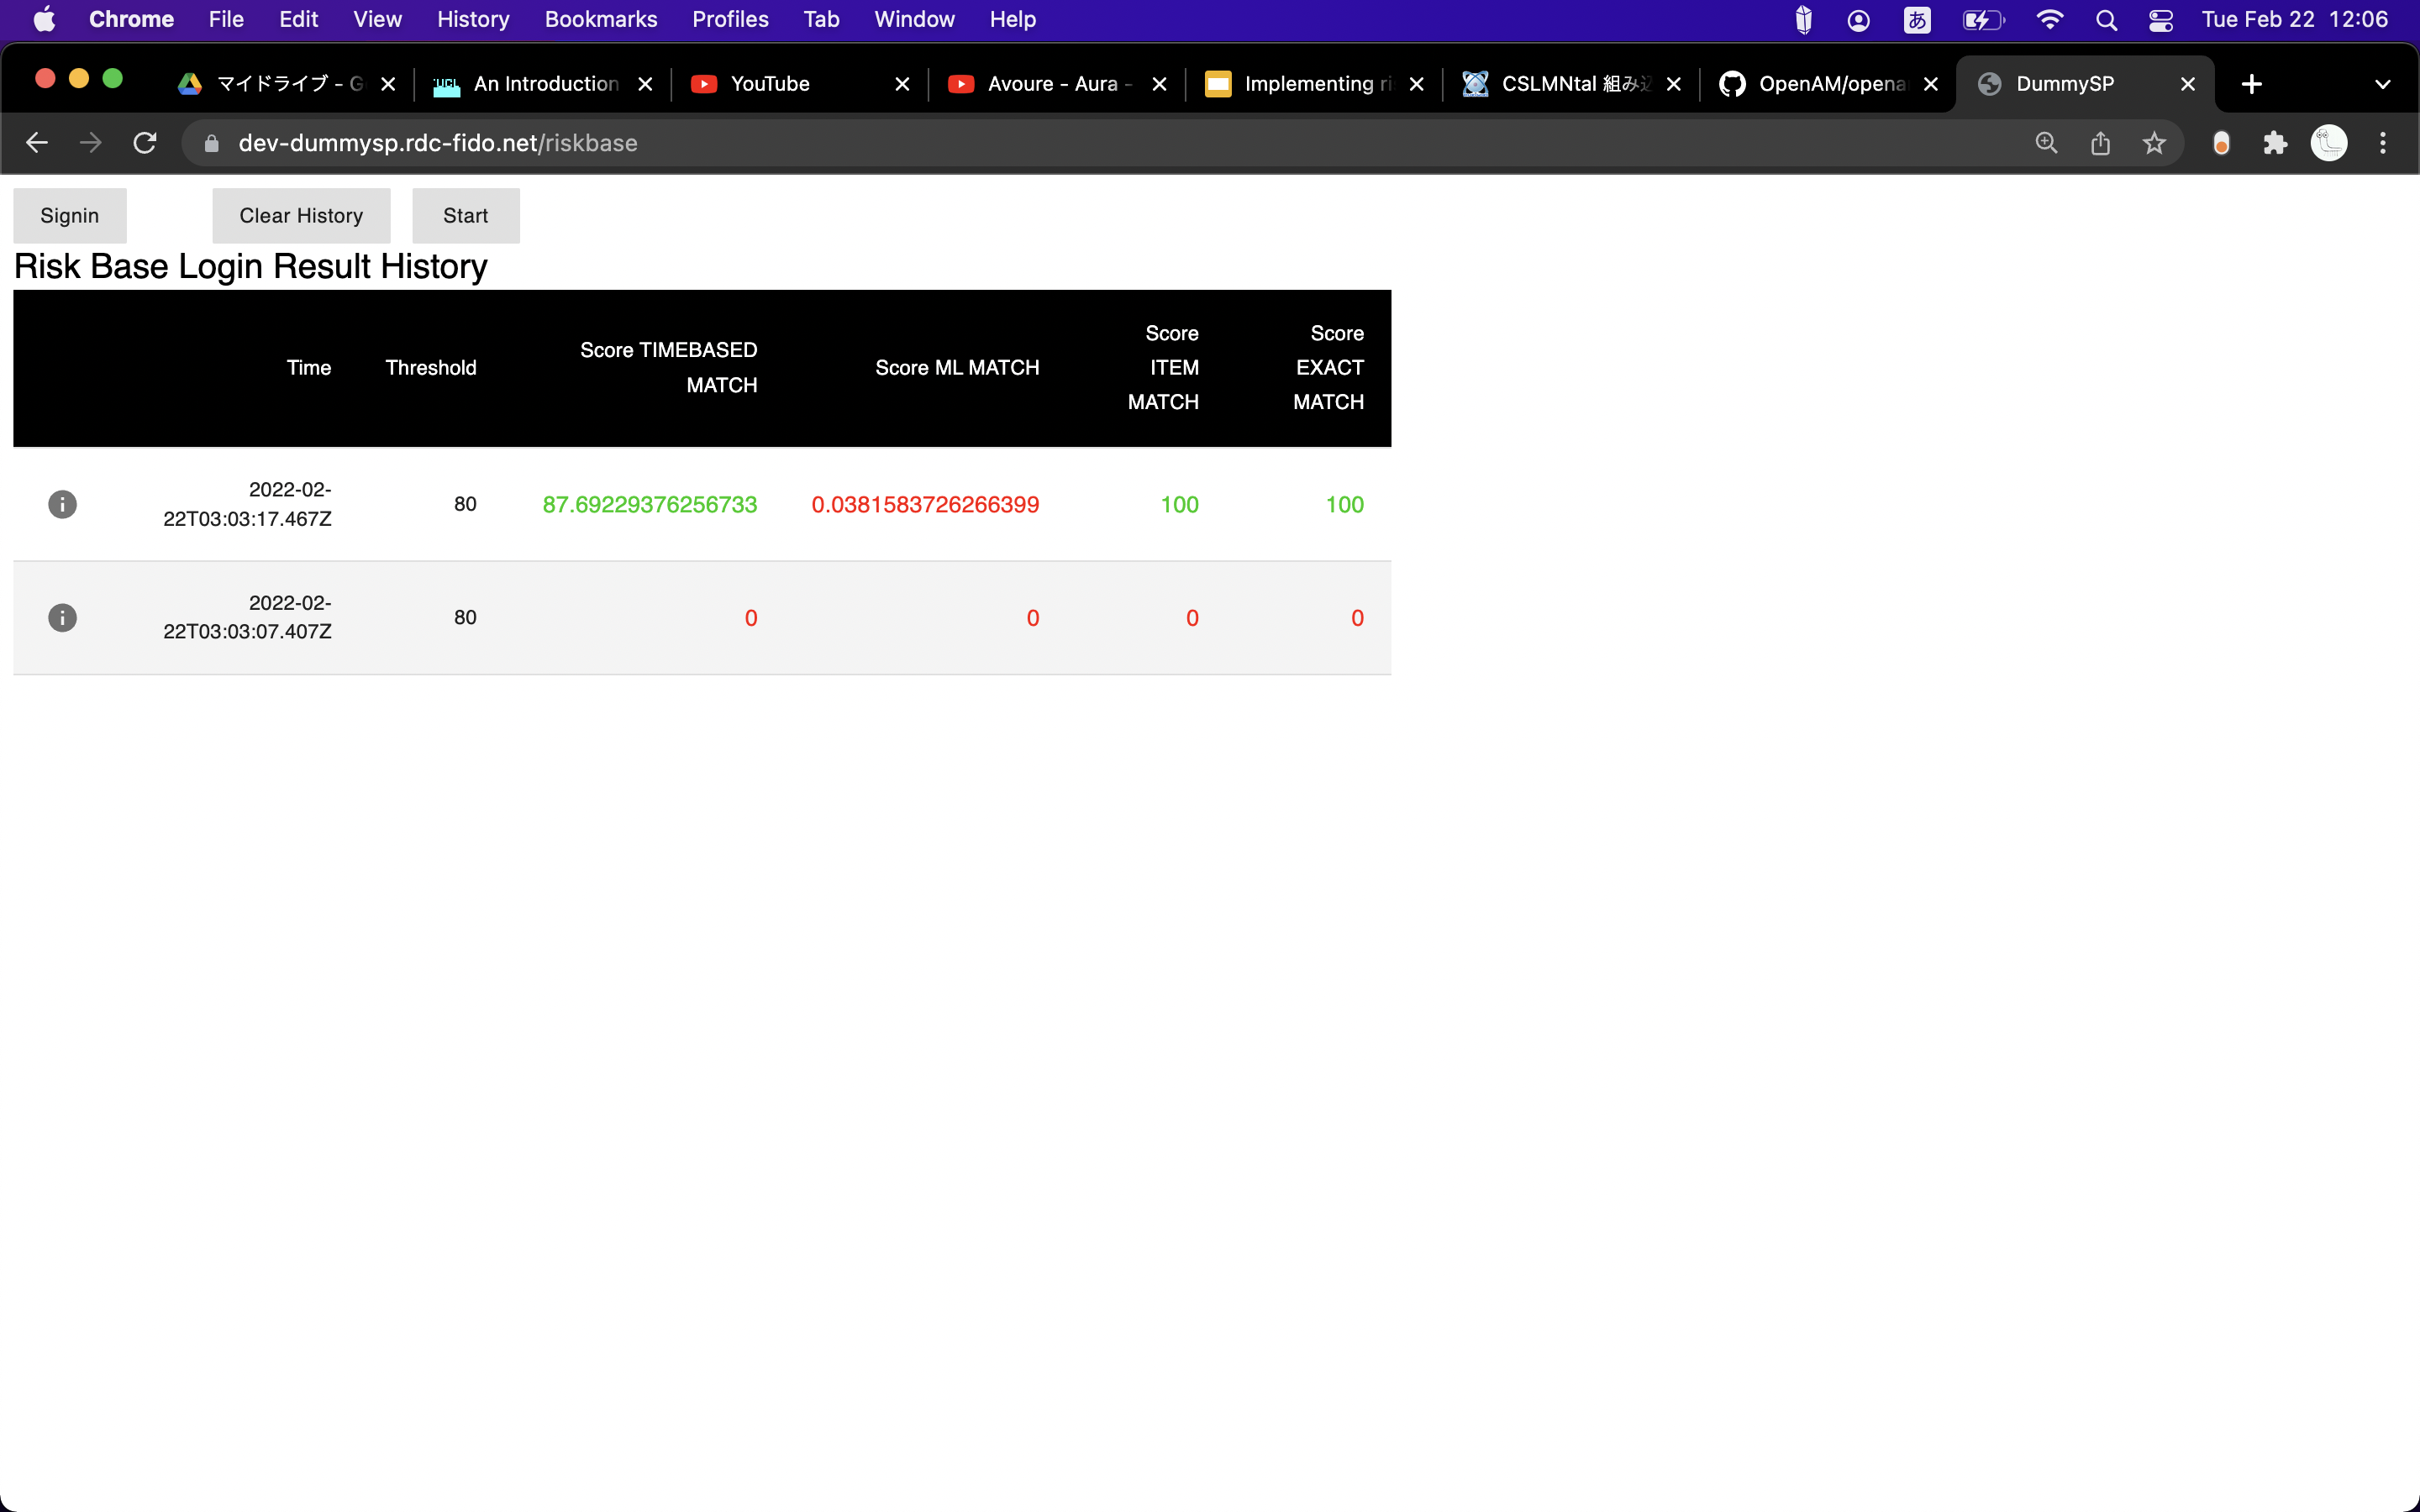 Chrome File Edit View History Bookmarks Profiles Tab Window Help あ Tue Feb 22 12:06
マイドライブ - G UCL An Introduction YouTube Avoure - Aura - Implementing ri CSLMNtal 組み込 OpenAM/opena DummySP
dev-dummysp.rdc-fido.net/riskbase
Signin Clear History Start
Risk Base Login Result History
Time Threshold Score TIMEBASED MATCH Score ML MATCH Score ITEM MATCH Score EXACT MATCH
2022-02-
22T03:03:17.467Z 80 87.69229376256733 0.0381583726266399 100 100
2022-02-
22T03:03:07.407Z 80 0 0 0 0